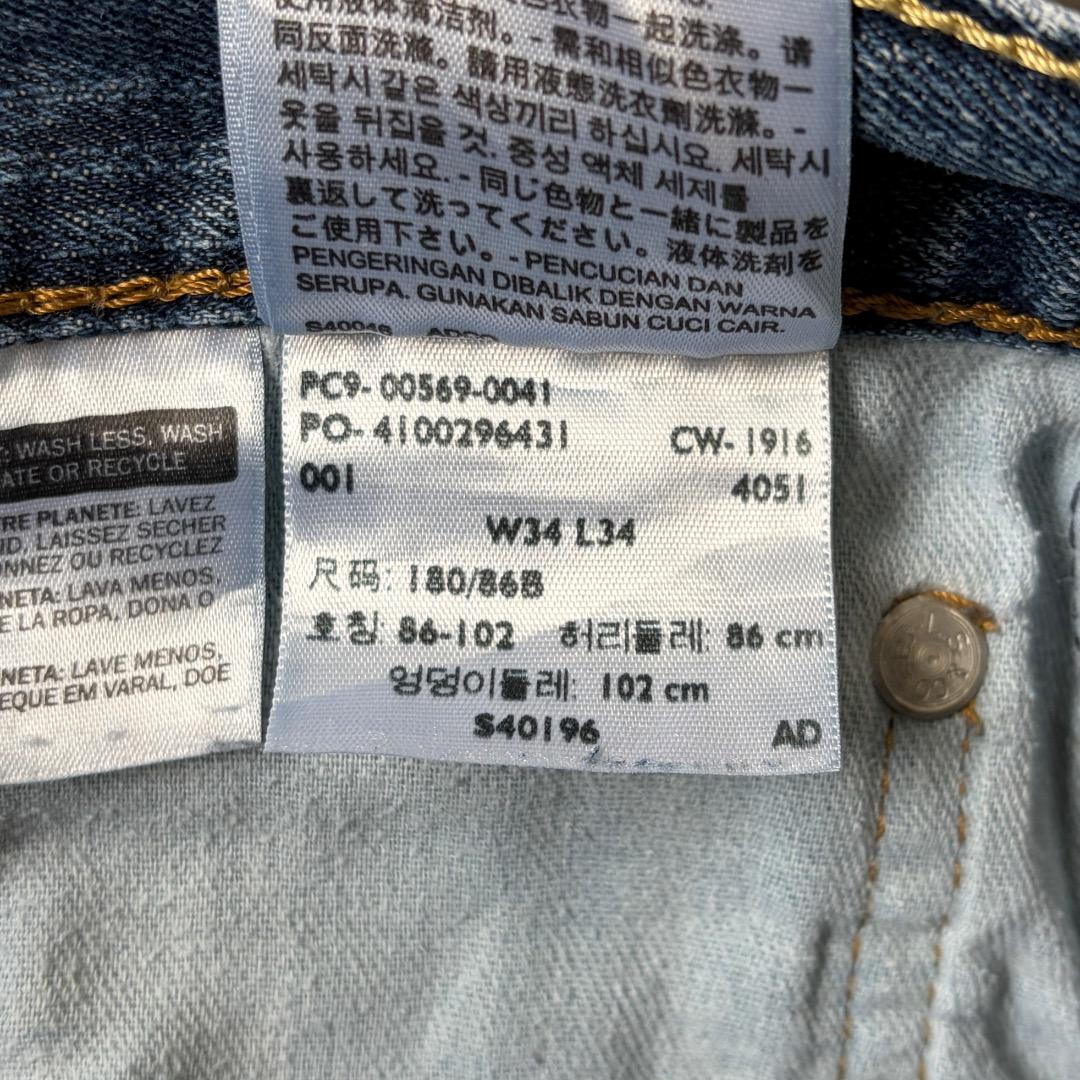 使用液体清洁剂。-需和相似色衣物一起洗涤。请
同反面洗滌。請用液態洗衣劑洗滌。-
세탁시 같은 색상끼리 하십시오. 세탁시
옷을 뒤집을 것. 중성 액체 세제를
사용하세요. - 同じ色物と一緒に製品を
裏返して洗ってください。液体洗剤を
ご使用下さい。- PENCUCIAN DAN
PENGERINGAN DIBALIK DENGAN WARNA
SERUPA. GUNAKAN SABUN CUCI CAIR.
WASH LESS, WASH
ATE OR RECYCLE
TRE PLANETE: LAVEZ
ID, LAISSEZ SECHER
ONNEZ OU RECYCLEZ
NETA: LAVA MENOS,
E LA ROPA, DONA O
NETA: LAVE MENOS,
EQUE EM VARAL, DOE
PC9- 00569-0041
PO- 4100296431 CW- 1916
001 4051
W34 L34
尺码: 180/86B
호칭: 86-102 허리둘레: 86 cm
엉덩이둘레: 102 cm
S40196 AD